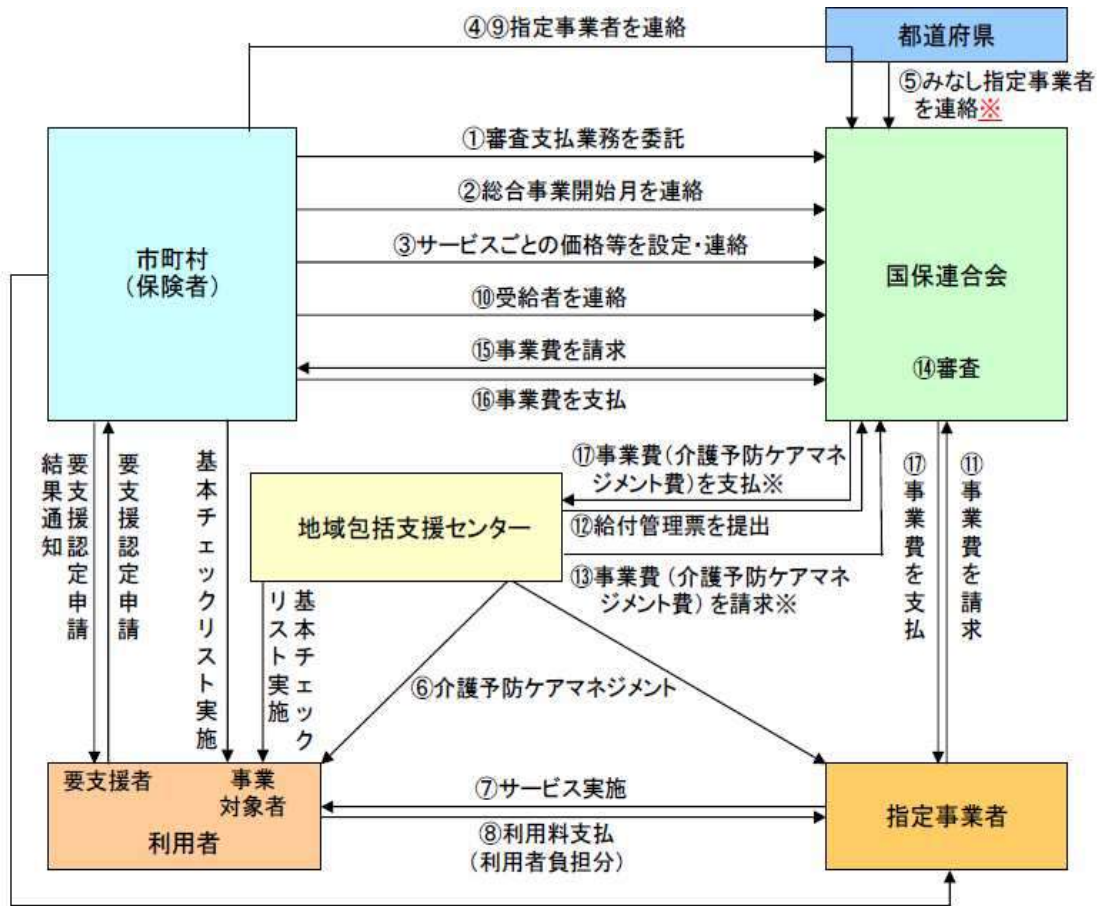 ④⑨指定事業者を連絡
都道府県
⑤みなし指定事業者
を連絡※
①審査支払業務を委託
②総合事業開始月を連絡
③サービスごとの価格等を設定・連絡
市町村
(保険者)
国保連合会
⑩受給者を連絡
⑮事業費を請求
⑭審査
⑯事業費を支払
要支援認定申請
結果通知
要支援認定申請
基本チェックリスト実施
⑰事業費(介護予防ケアマネ
ジメント費)を支払※
地域包括支援センター
⑫給付管理票を提出
⑬事業費(介護予防ケアマネ
ジメント費)を請求※
⑰事業費を支払
⑪事業費を請求
基本チェック
リスト実施
⑥介護予防ケアマネジメント
要支援者
事業
対象者
利用者
⑦サービス実施
⑧利用料支払
(利用者負担分)
指定事業者